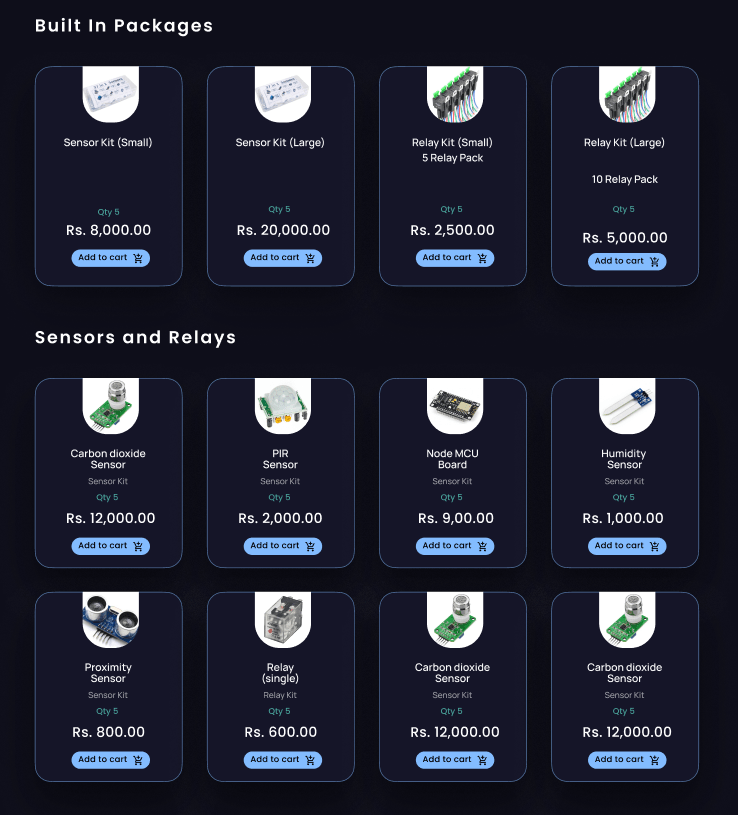 Built In Packages
Sensor Kit (Small)
Qty 5
Rs. 8,000.00
Add to cart
Sensor Kit (Large)
Qty 5
Rs. 20,000.00
Add to cart
Relay Kit (Small)
5 Relay Pack
Qty 5
Rs. 2,500.00
Add to cart
Relay Kit (Large)
10 Relay Pack
Qty 5
Rs. 5,000.00
Add to cart
Sensors and Relays
Carbon dioxide
Sensor
Sensor Kit
Qty 5
Rs. 12,000.00
Add to cart
PIR
Sensor
Sensor Kit
Qty 5
Rs. 2,000.00
Add to cart
Node MCU
Board
Sensor Kit
Qty 5
Rs. 9,00.00
Add to cart
Humidity
Sensor
Sensor Kit
Qty 5
Rs. 1,000.00
Add to cart
Proximity
Sensor
Sensor Kit
Qty 5
Rs. 800.00
Add to cart
Relay
(single)
Relay Kit
Qty 5
Rs. 600.00
Add to cart
Carbon dioxide
Sensor
Sensor Kit
Qty 5
Rs. 12,000.00
Add to cart
Carbon dioxide
Sensor
Sensor Kit
Qty 5
Rs. 12,000.00
Add to cart